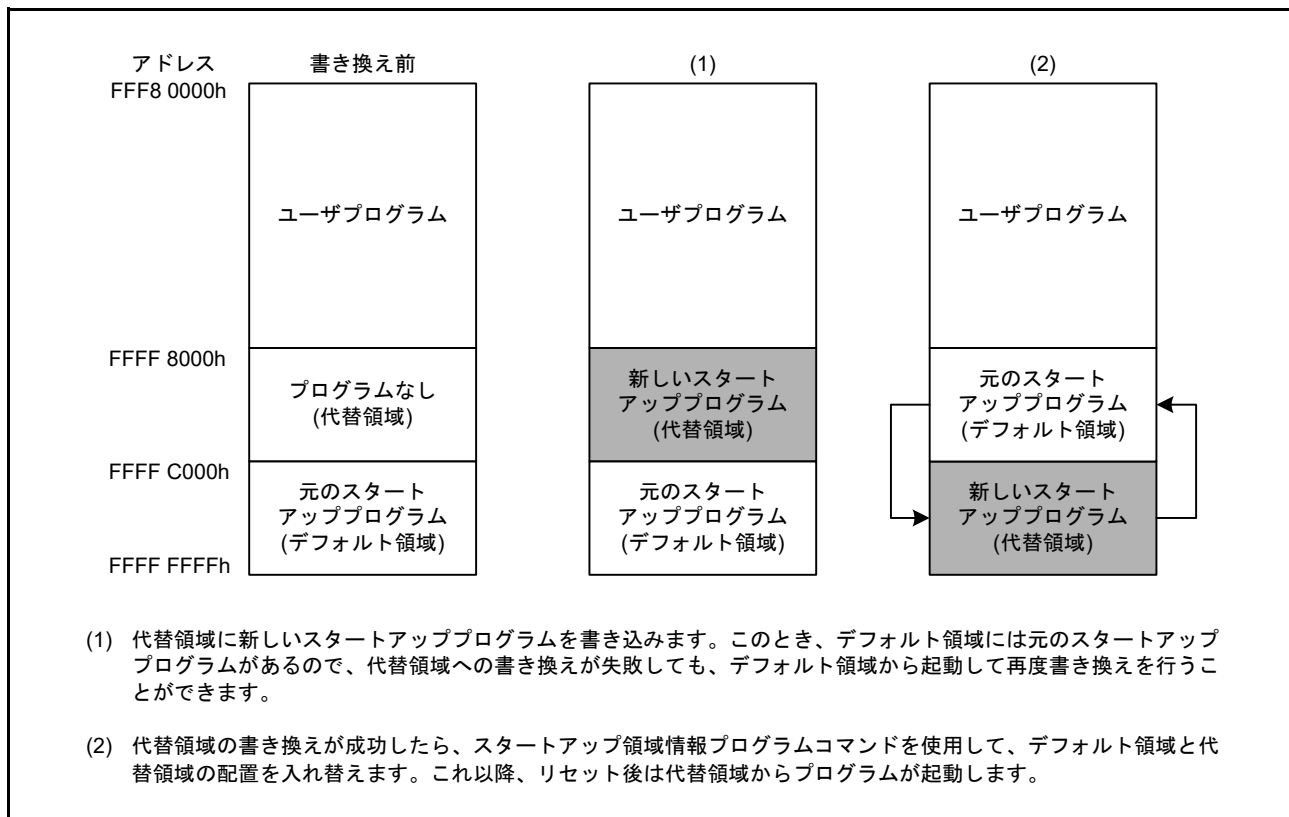 アドレス 書き換え前 (1) (2)
FFF8 0000h
ユーザプログラム ユーザプログラム ユーザプログラム
FFFF 8000h
プログラムなし
(代替領域)
新しいスタート
アッププログラム
(代替領域)
元のスタート
アッププログラム
(デフォルト領域)
FFFF C000h
元のスタート
アッププログラム
(デフォルト領域)
元のスタート
アッププログラム
(デフォルト領域)
新しいスタート
アッププログラム
(代替領域)
FFFF FFFFh
(1) 代替領域に新しいスタートアッププログラムを書き込みます。このとき、デフォルト領域には元のスタートアップ
プログラムがあるので、代替領域への書き換えが失敗しても、デフォルト領域から起動して再度書き換えを行うこ
とができます。
(2) 代替領域の書き換えが成功したら、スタートアップ領域情報プログラムコマンドを使用して、デフォルト領域と代
替領域の配置を入れ替えます。これ以降、リセット後は代替領域からプログラムが起動します。